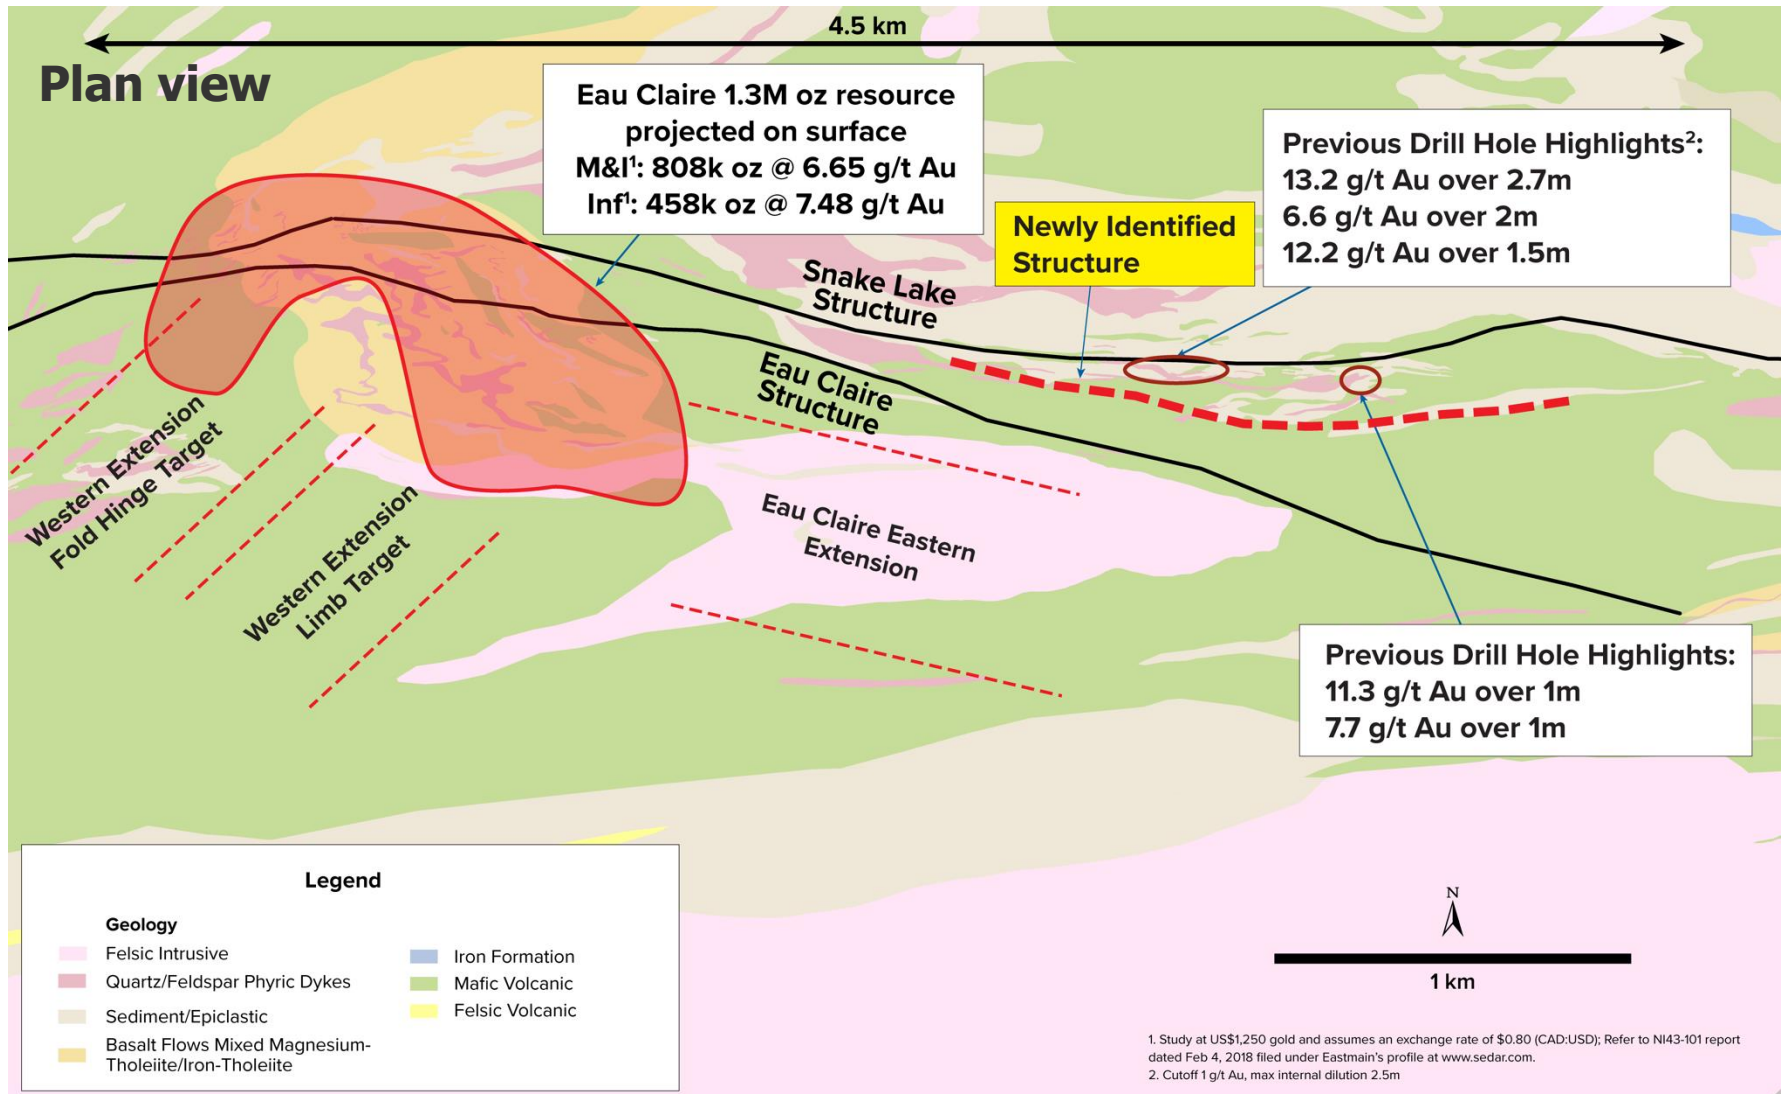 4.5 km
Plan view
Eau Claire 1.3M oz resource
projected on surface
M&I¹: 808k oz @ 6.65 g/t Au
Inf¹: 458k oz @ 7.48 g/t Au
Previous Drill Hole Highlights²:
13.2 g/t Au over 2.7m
6.6 g/t Au over 2m
12.2 g/t Au over 1.5m
Newly Identified
Structure
Snake Lake
Structure
Eau Claire
Structure
Western Extension
Fold Hinge Target
Western Extension
Limb Target
Eau Claire Eastern
Extension
Previous Drill Hole Highlights:
11.3 g/t Au over 1m
7.7 g/t Au over 1m
Legend
Geology
Felsic Intrusive
Quartz/Feldspar Phyric Dykes
Sediment/Epiclastic
Basalt Flows Mixed Magnesium-
Tholeiite/Iron-Tholeiite
Iron Formation
Mafic Volcanic
Felsic Volcanic
N
1 km
1. Study at US$1,250 gold and assumes an exchange rate of $0.80 (CAD:USD); Refer to NI43-101 report
dated Feb 4, 2018 filed under Eastmain's profile at www.sedar.com.
2. Cutoff 1 g/t Au, max internal dilution 2.5m